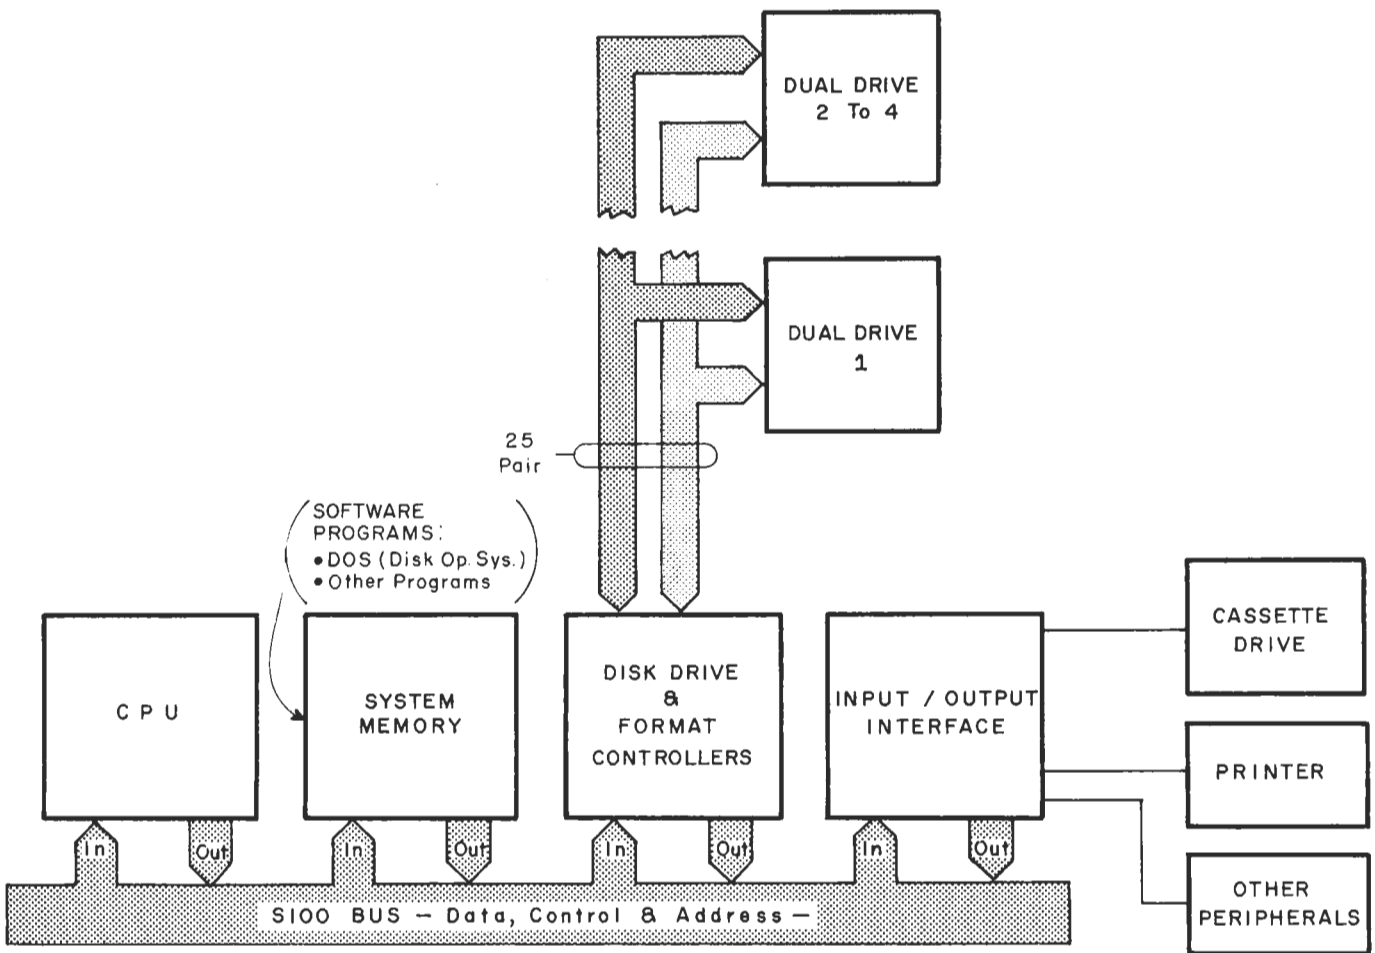 DUAL DRIVE
2 To 4
DUAL DRIVE
1
25
Pair
SOFTWARE
PROGRAMS:
• DOS (Disk Op. Sys.)
• Other Programs
CPU
SYSTEM
MEMORY
DISK DRIVE
&
FORMAT
CONTROLLERS
INPUT / OUTPUT
INTERFACE
CASSETTE
DRIVE
PRINTER
OTHER
PERIPHERALS
In
Out
In
Out
In
Out
In
Out
S100 BUS — Data, Control & Address —